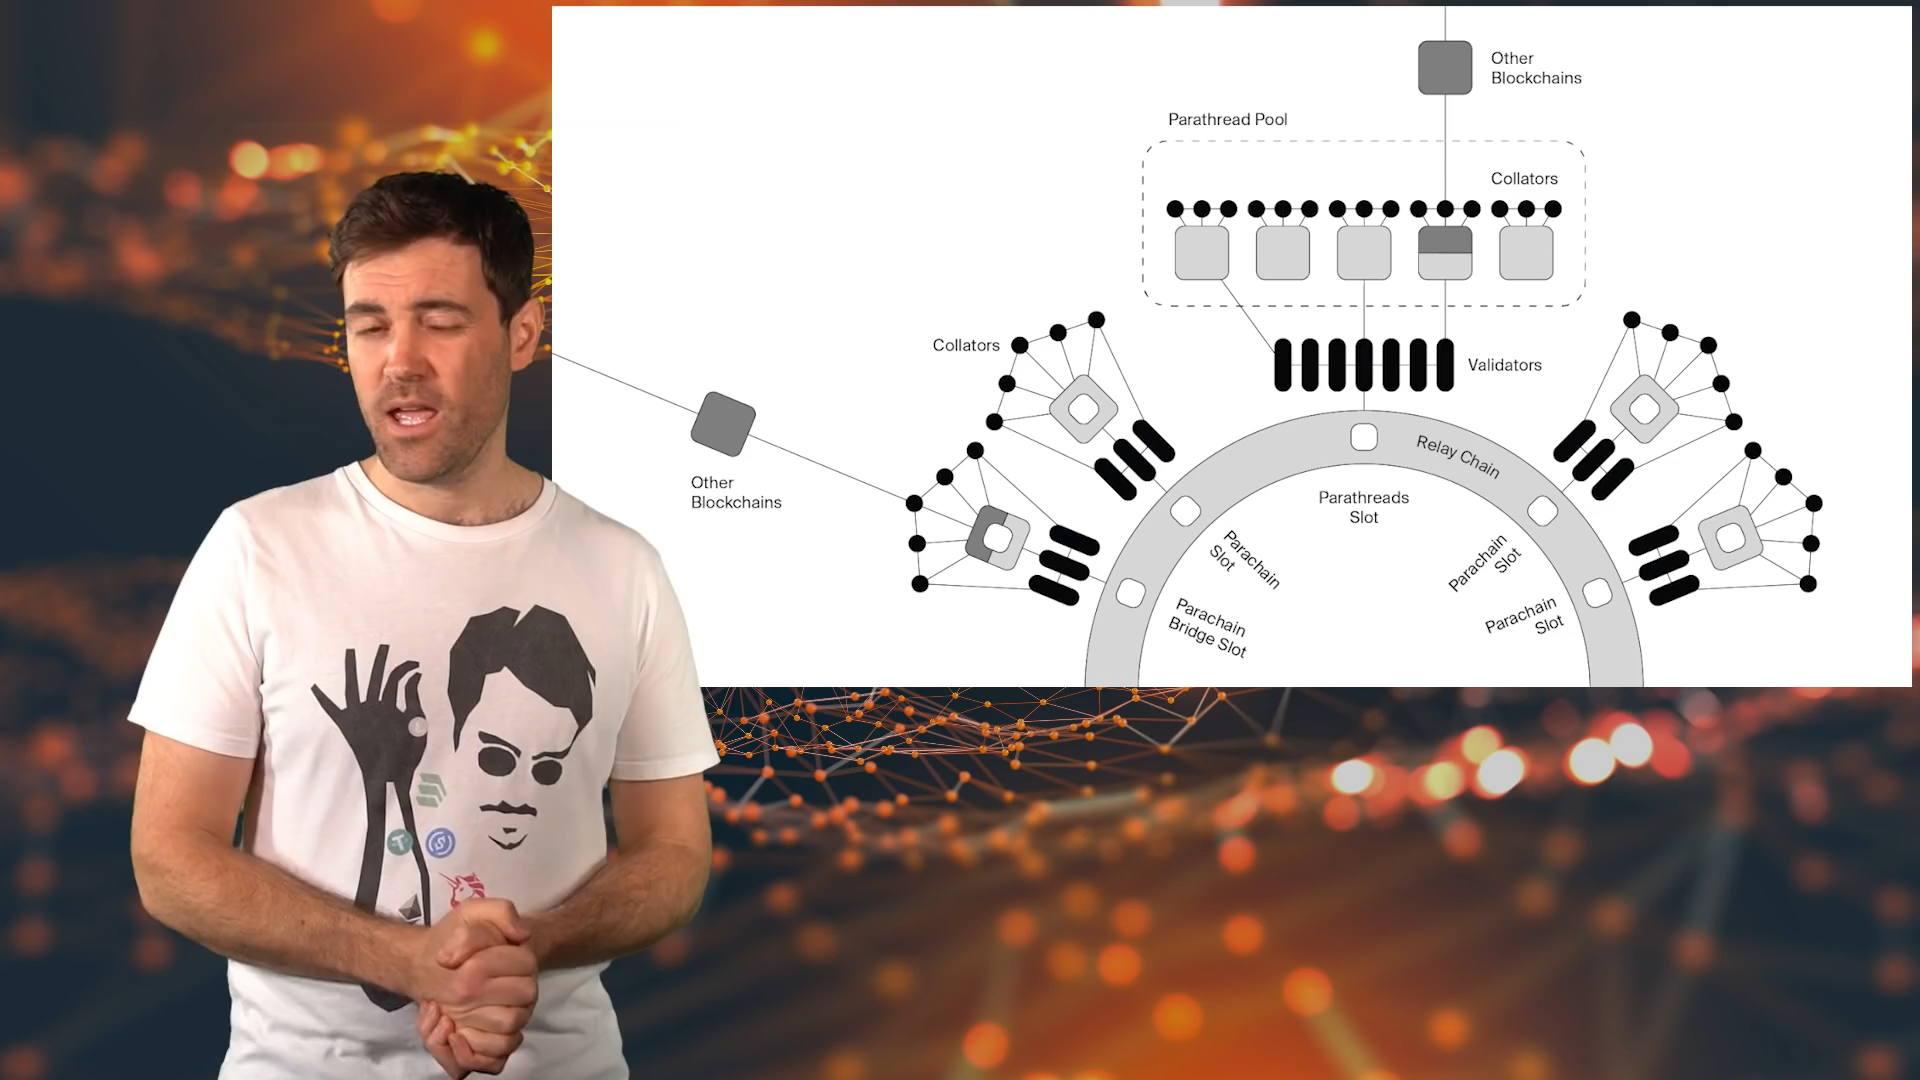 Other
Blockchains
Parathread Pool
Collators
Collators
Validators
Other
Blockchains
Relay Chain
Parathreads
Slot
Parachain
Slot
Parachain
Slot
Parachain
Bridge Slot
Parachain
Slot